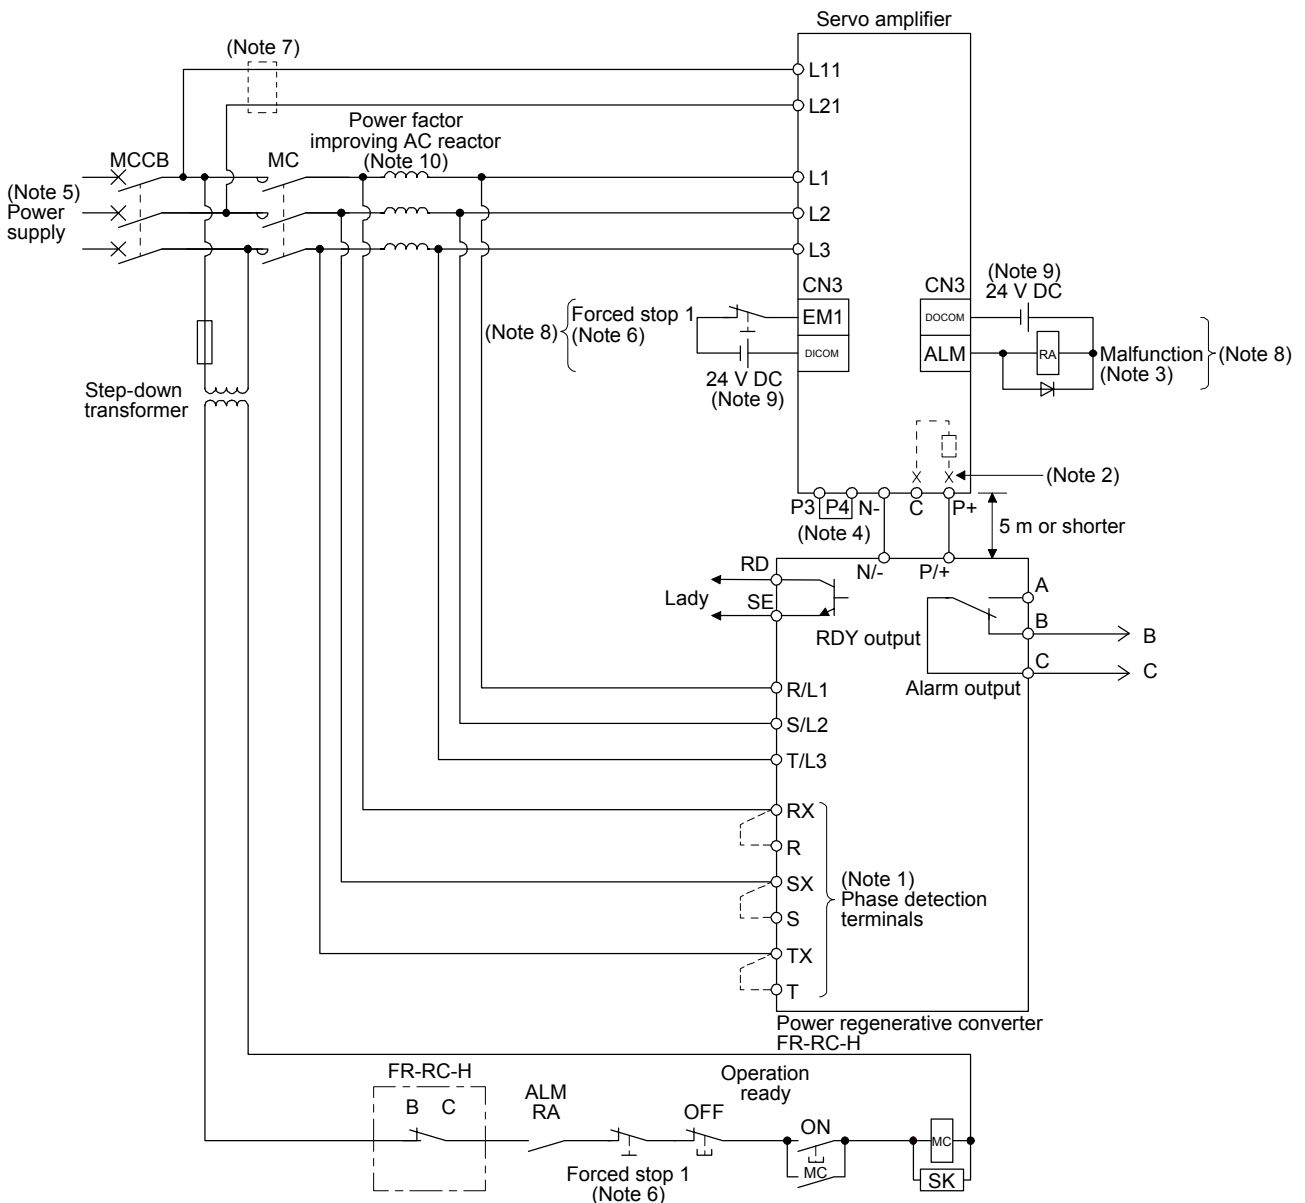 Servo amplifier
(Note 7)
L11
L21
Power factor
improving AC reactor
(Note 10)
MCCB
MC
(Note 5)
Power
supply
L1
L2
L3
CN3
CN3
(Note 9)
24 V DC
(Note 8)
Forced stop 1
(Note 6)
EM1
DICOM
DOCOM
ALM
RA
Malfunction
(Note 3)
(Note 8)
24 V DC
(Note 9)
Step-down
transformer
(Note 2)
P3
P4
N-
C
P+
(Note 4)
5 m or shorter
RD
N/-
P/+
A
Lady
SE
B
B
RDY output
C
C
Alarm output
R/L1
S/L2
T/L3
RX
R
SX
S
TX
T
(Note 1)
Phase detection
terminals
Power regenerative converter
FR-RC-H
FR-RC-H
B C
ALM
RA
OFF
Operation
ready
ON
MC
MC
SK
Forced stop 1
(Note 6)